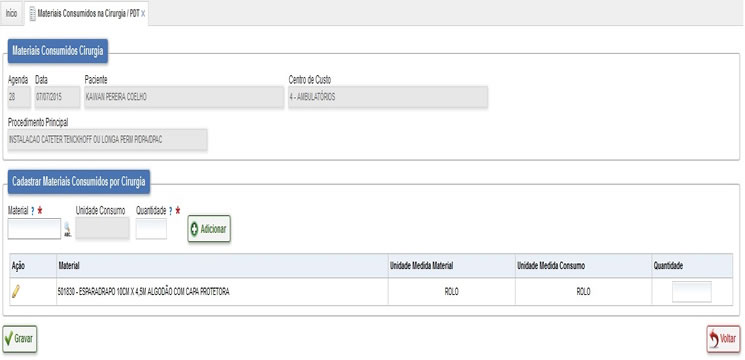 Início Materiais Consumidos na Cirurgia / PDT X
Materiais Consumidos Cirurgia
Agenda Data Paciente Centro de Custo
28 07/07/2015 KAWAN PEREIRA COELHO 4 - AMBULATÓRIOS
Procedimento Principal
INSTALACAO CATETER TENCKHOFF OU LONGA PERM P/DPA/DPAC
Cadastrar Materiais Consumidos por Cirurgia
Material ? * Unidade Consumo Quantidade ? *
ABC Adicionar
Ação Material Unidade Medida Material Unidade Medida Consumo Quantidade
501830 - ESPARADRAPO 10CM X 4,5M ALGODÃO COM CAPA PROTETORA ROLO ROLO
Gravar Voltar